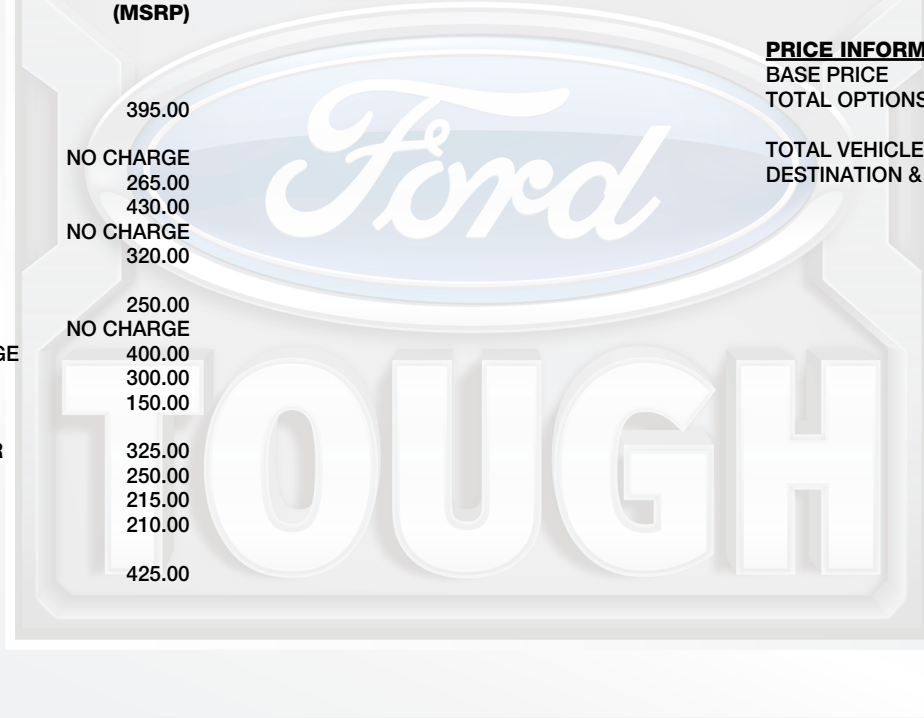 (MSRP)
395.00
NO CHARGE
265.00
430.00
NO CHARGE
320.00
250.00
NO CHARGE
GE 400.00
300.00
150.00
R 325.00
250.00
215.00
210.00
425.00
PRICE INFORM
BASE PRICE
TOTAL OPTIONS
TOTAL VEHICLE
DESTINATION &
Ford
TOUGH